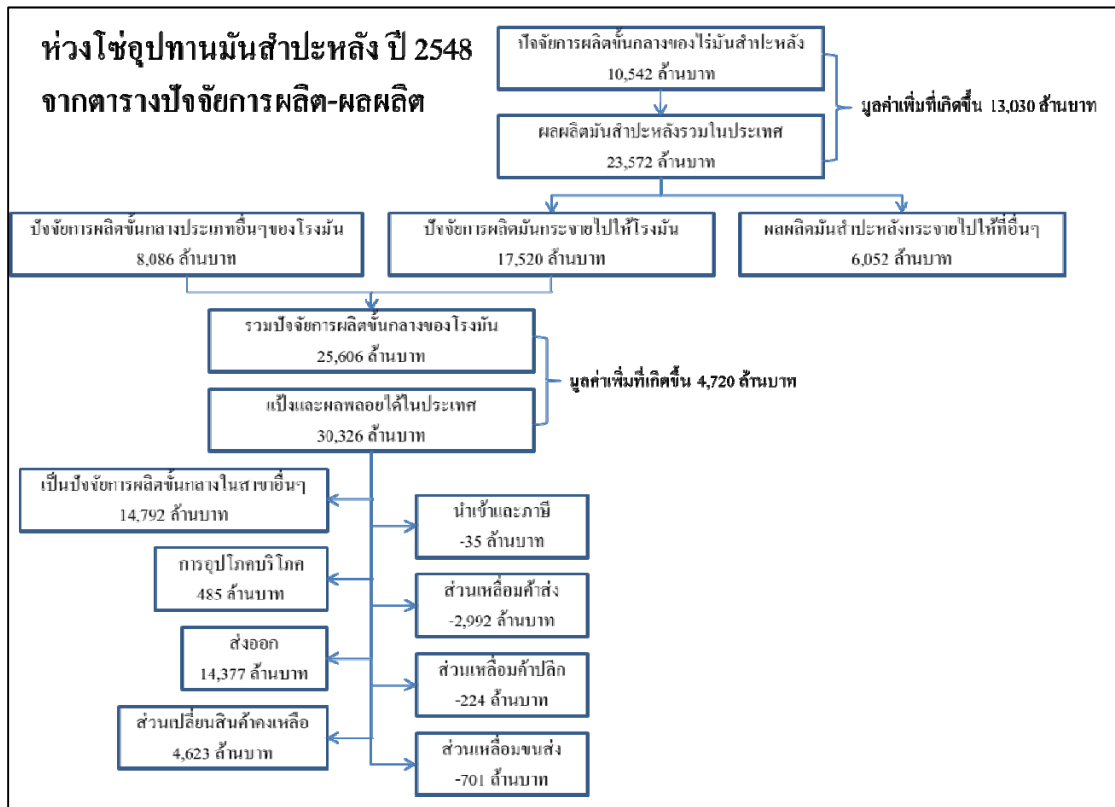 ห่วงโซ่อุปทานมันสำปะหลัง ปี 2548
จากตารางปัจจัยการผลิต-ผลผลิต
ปัจจัยการผลิตขั้นกลางของไร่มันสำปะหลัง
10,542 ล้านบาท
มูลค่าเพิ่มที่เกิดขึ้น 13,030 ล้านบาท
ผลผลิตมันสำปะหลังรวมในประเทศ
23,572 ล้านบาท
ปัจจัยการผลิตขั้นกลางประเภทอื่นๆของโรงมัน
8,086 ล้านบาท
ปัจจัยการผลิตมันกระจายไปให้โรงมัน
17,520 ล้านบาท
ผลผลิตมันสำปะหลังกระจายไปให้ที่อื่นๆ
6,052 ล้านบาท
รวมปัจจัยการผลิตขั้นกลางของโรงมัน
25,606 ล้านบาท
มูลค่าเพิ่มที่เกิดขึ้น 4,720 ล้านบาท
แป้งและผลพลอยได้ในประเทศ
30,326 ล้านบาท
เป็นปัจจัยการผลิตขั้นกลางในสาขาอื่นๆ
14,792 ล้านบาท
นำเข้าและภาษี
-35 ล้านบาท
การอุปโภคบริโภค
485 ล้านบาท
ส่วนเหลื่อมค้าส่ง
-2,992 ล้านบาท
ส่งออก
14,377 ล้านบาท
ส่วนเหลื่อมค้าปลีก
-224 ล้านบาท
ส่วนเปลี่ยนสินค้าคงเหลือ
4,623 ล้านบาท
ส่วนเหลื่อมขนส่ง
-701 ล้านบาท